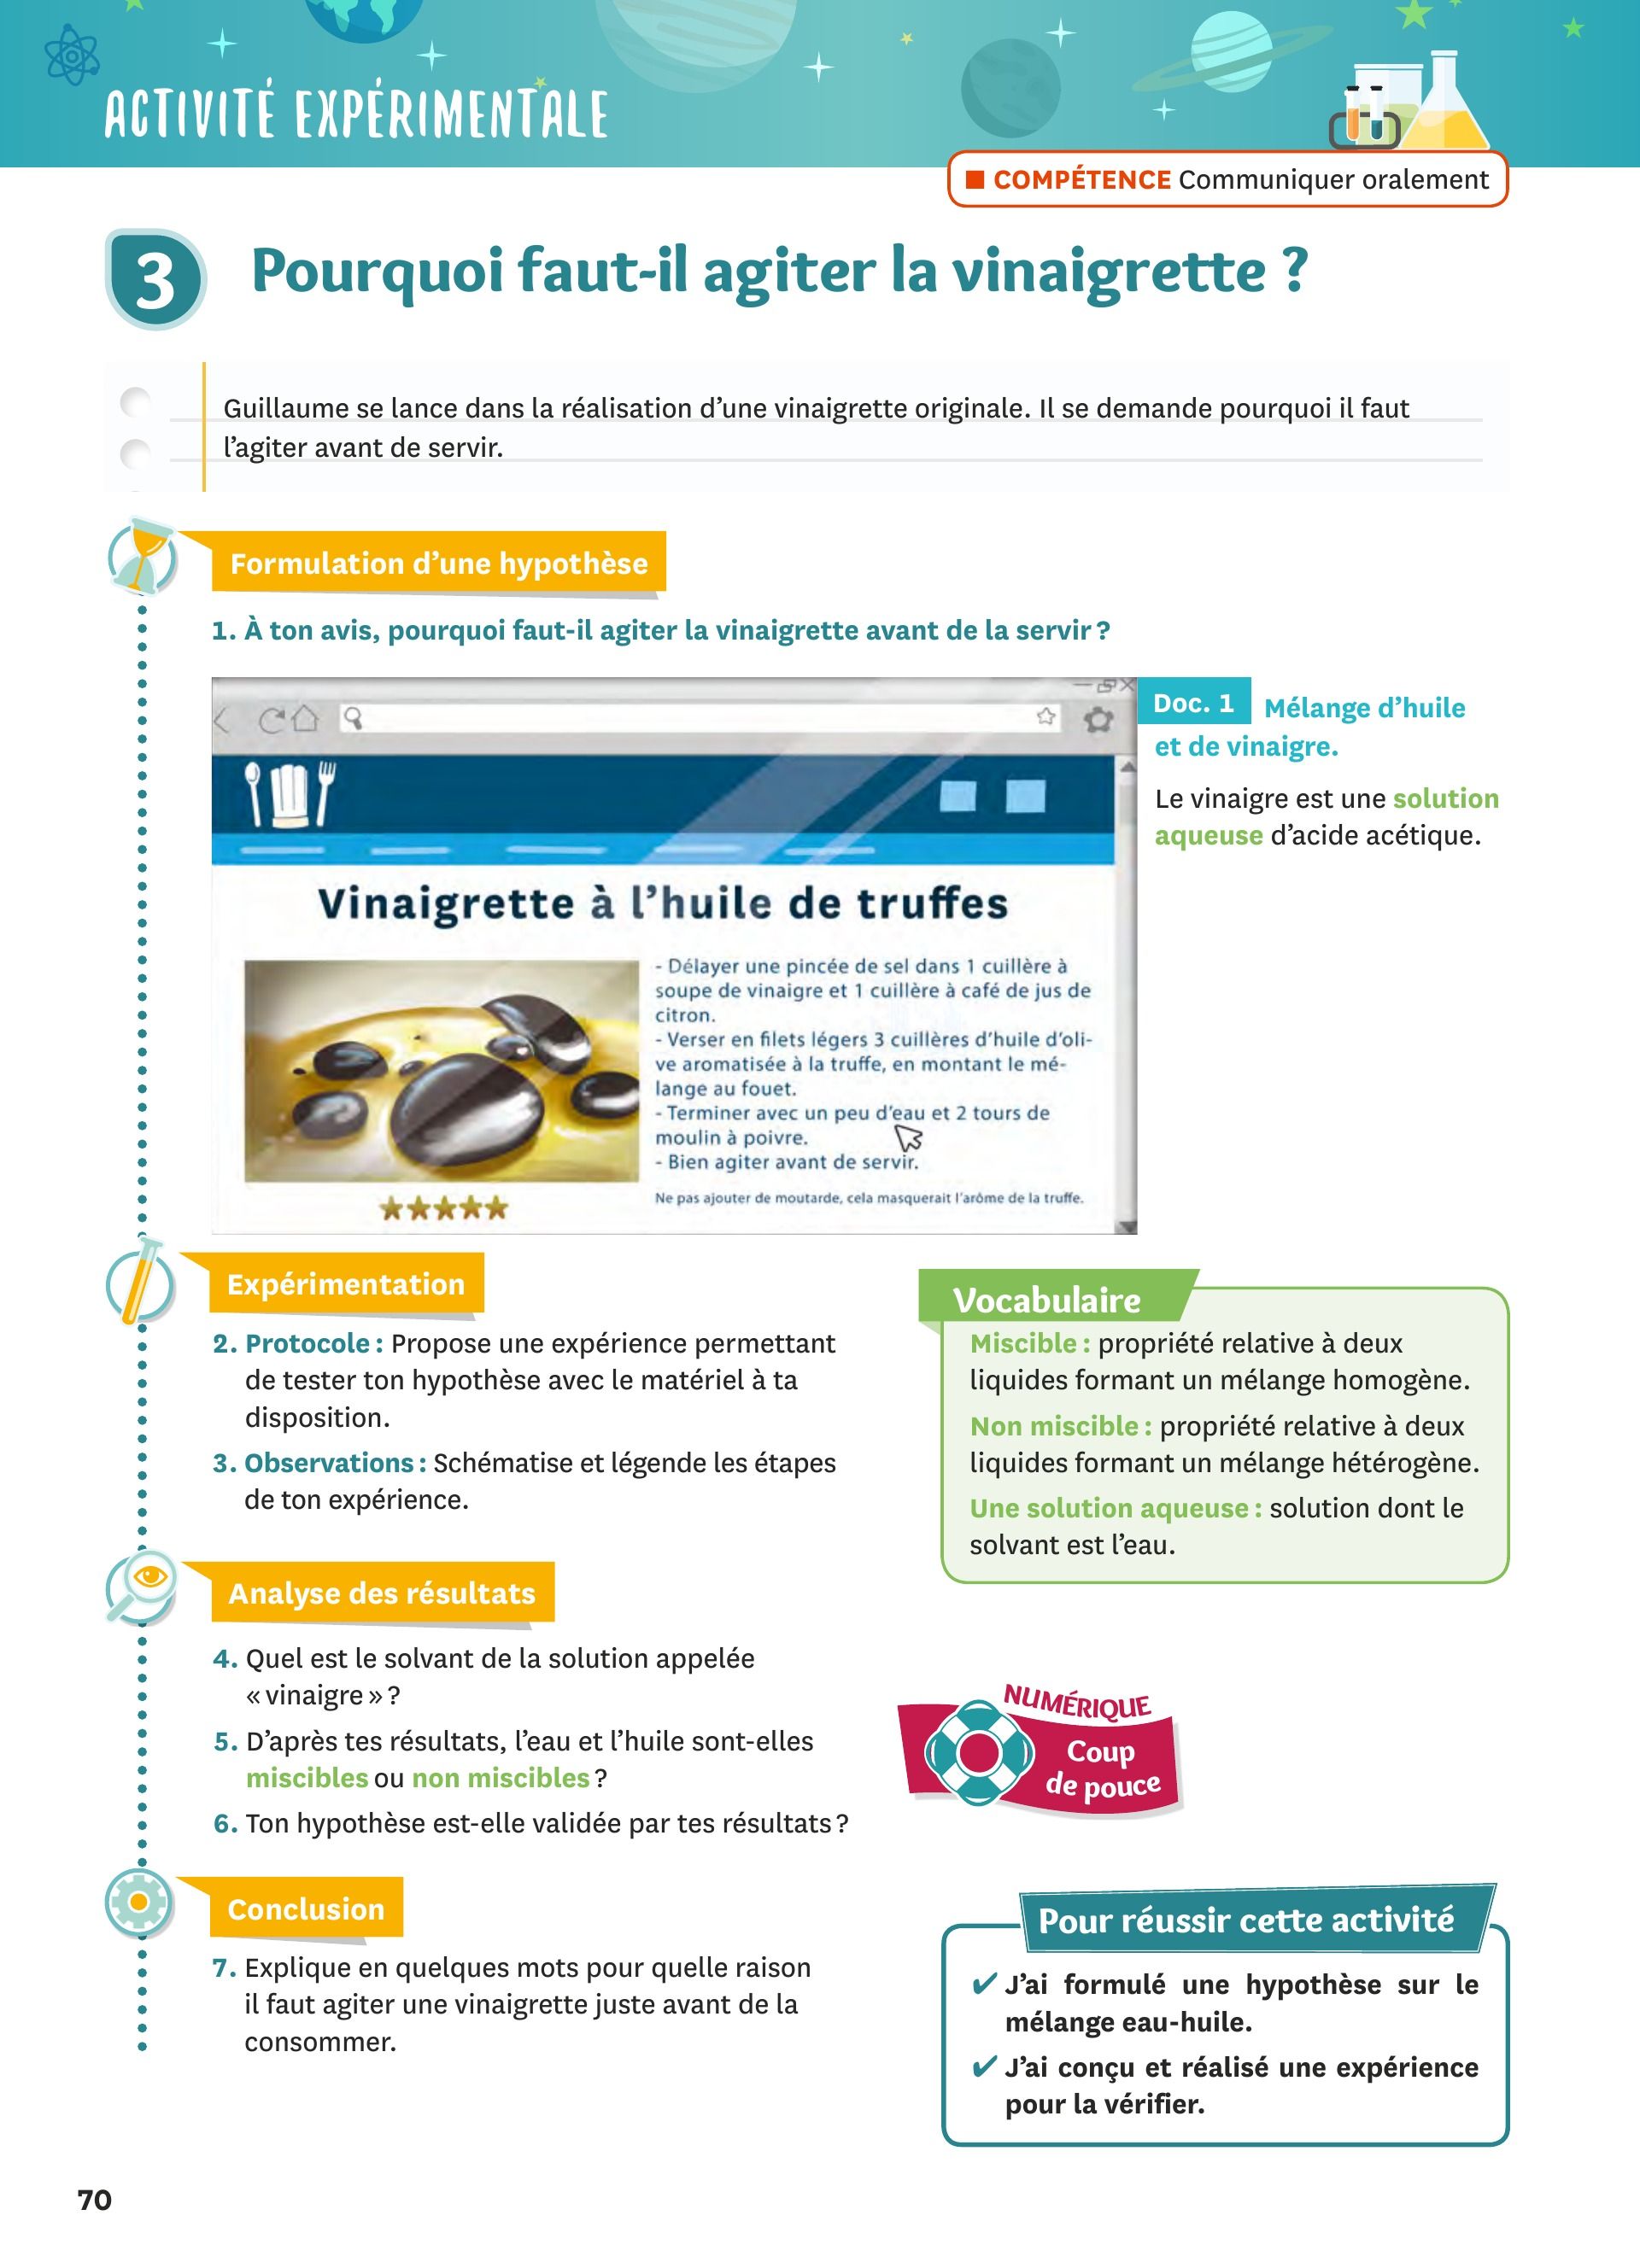 ACTIVITÉ EXPÉRIMENTALE
■ COMPÉTENCE Communiquer oralement
3 Pourquoi faut-il agiter la vinaigrette ?
Guillaume se lance dans la réalisation d’une vinaigrette originale. Il se demande pourquoi il faut
l’agiter avant de servir.
Formulation d’une hypothèse
1. À ton avis, pourquoi faut-il agiter la vinaigrette avant de la servir ?
Vinaigrette à l’huile de truffes
- Délayer une pincée de sel dans 1 cuillère à
soupe de vinaigre et 1 cuillère à café de jus de
citron.
- Verser en filets légers 3 cuillères d’huile d’oli-
ve aromatisée à la truffe, en montant le mé-
lange au fouet.
- Terminer avec un peu d’eau et 2 tours de
moulin à poivre.
- Bien agiter avant de servir.
Ne pas ajouter de moutarde, cela masquerait l’arôme de la truffe.
Doc. 1 Mélange d’huile
et de vinaigre.
Le vinaigre est une solution
aqueuse d’acide acétique.
Expérimentation
2. Protocole : Propose une expérience permettant
de tester ton hypothèse avec le matériel à ta
disposition.
3. Observations : Schématise et légende les étapes
de ton expérience.
Vocabulaire
Miscible : propriété relative à deux
liquides formant un mélange homogène.
Non miscible : propriété relative à deux
liquides formant un mélange hétérogène.
Une solution aqueuse : solution dont le
solvant est l’eau.
Analyse des résultats
4. Quel est le solvant de la solution appelée
« vinaigre » ?
5. D’après tes résultats, l’eau et l’huile sont-elles
miscibles ou non miscibles ?
6. Ton hypothèse est-elle validée par tes résultats ?
NUMÉRIQUE
Coup
de pouce
Conclusion
7. Explique en quelques mots pour quelle raison
il faut agiter une vinaigrette juste avant de la
consommer.
Pour réussir cette activité
✔ J’ai formulé une hypothèse sur le
mélange eau-huile.
✔ J’ai conçu et réalisé une expérience
pour la vérifier.
70